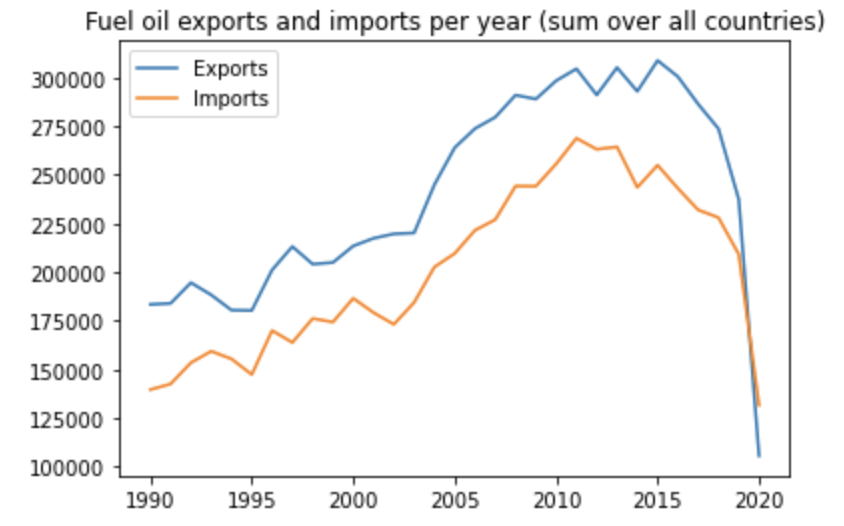 Fuel oil exports and imports per year (sum over all countries)
Exports
Imports
300000
275000
250000
225000
200000
175000
150000
125000
100000
1990 1995 2000 2005 2010 2015 2020